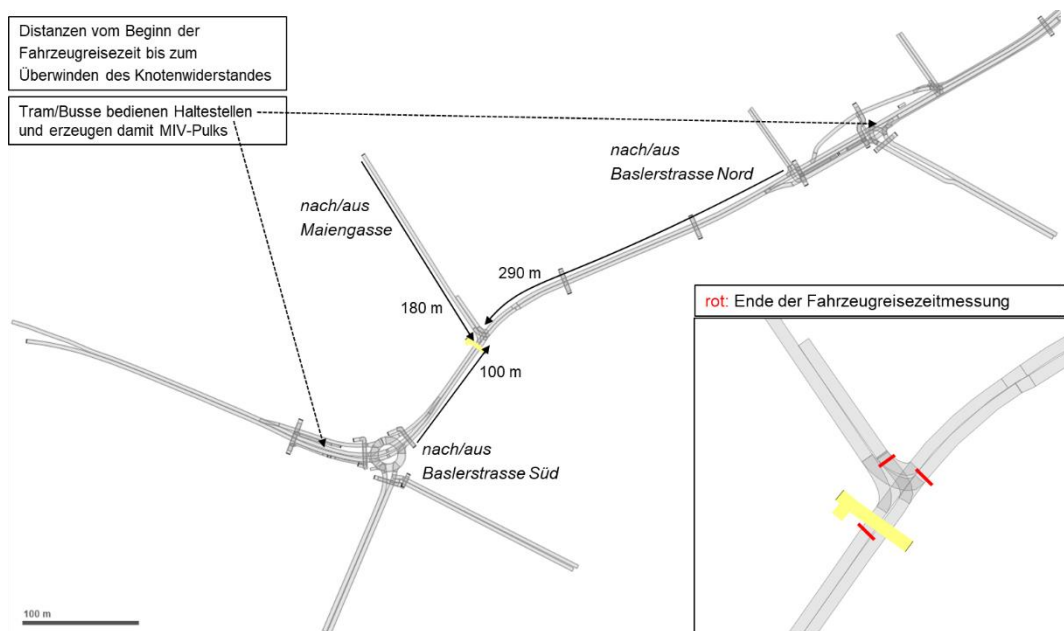 Distanzen vom Beginn der
Fahrzeugreisezeit bis zum
Überwinden des Knotenwiderstandes
Tram/Busse bedienen Haltestellen
und erzeugen damit MIV-Pulks
nach/aus
Baslerstrasse Nord
nach/aus
Maiengasse
290 m
180 m
100 m
nach/aus
Baslerstrasse Süd
rot: Ende der Fahrzeugreisezeitmessung
100 m